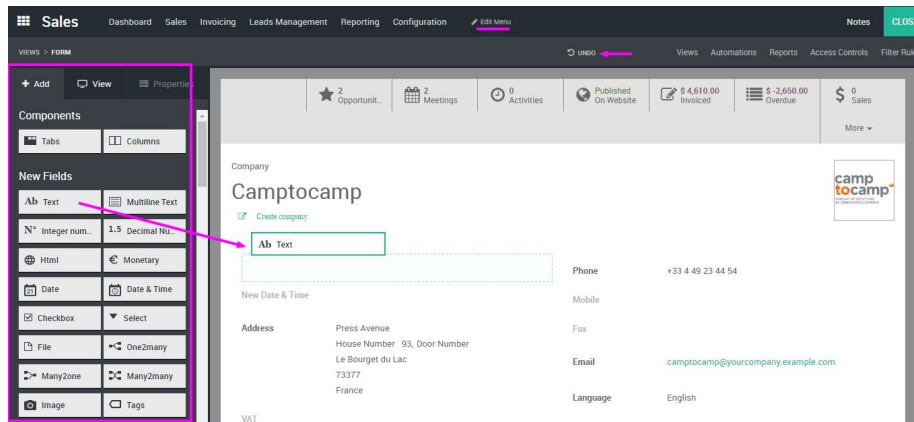 Sales
Dashboard Sales Invoicing Leads Management Reporting Configuration Edit Menu Notes CLOS
VIEWS > FORM UNDO Views Automations Reports Access Controls Filter Rul
+ Add View Properties
Components
Tabs Columns
New Fields
Ab Text Multiline Text
N° Integer num.. 1.5 Decimal Nu..
Html € Monetary
21 Date Date & Time
Checkbox Select
File One2many
Many2one Many2many
Image Tags
2 Opportunit..
2 Meetings
0 Activities
Published On Website
$ 4,610.00 Invoiced
$ -2,650.00 Overdue
$ 0 Sales
More
Company
Camptocamp
Create company
Ab Text
New Date & Time
Address Press Avenue
House Number 93, Door Number
Le Bourget du Lac
73377
France
VAT
Phone +33 4 49 23 44 54
Mobile
Fax
Email camptocamp@yourcompany.example.com
Language English
camp
tocamp